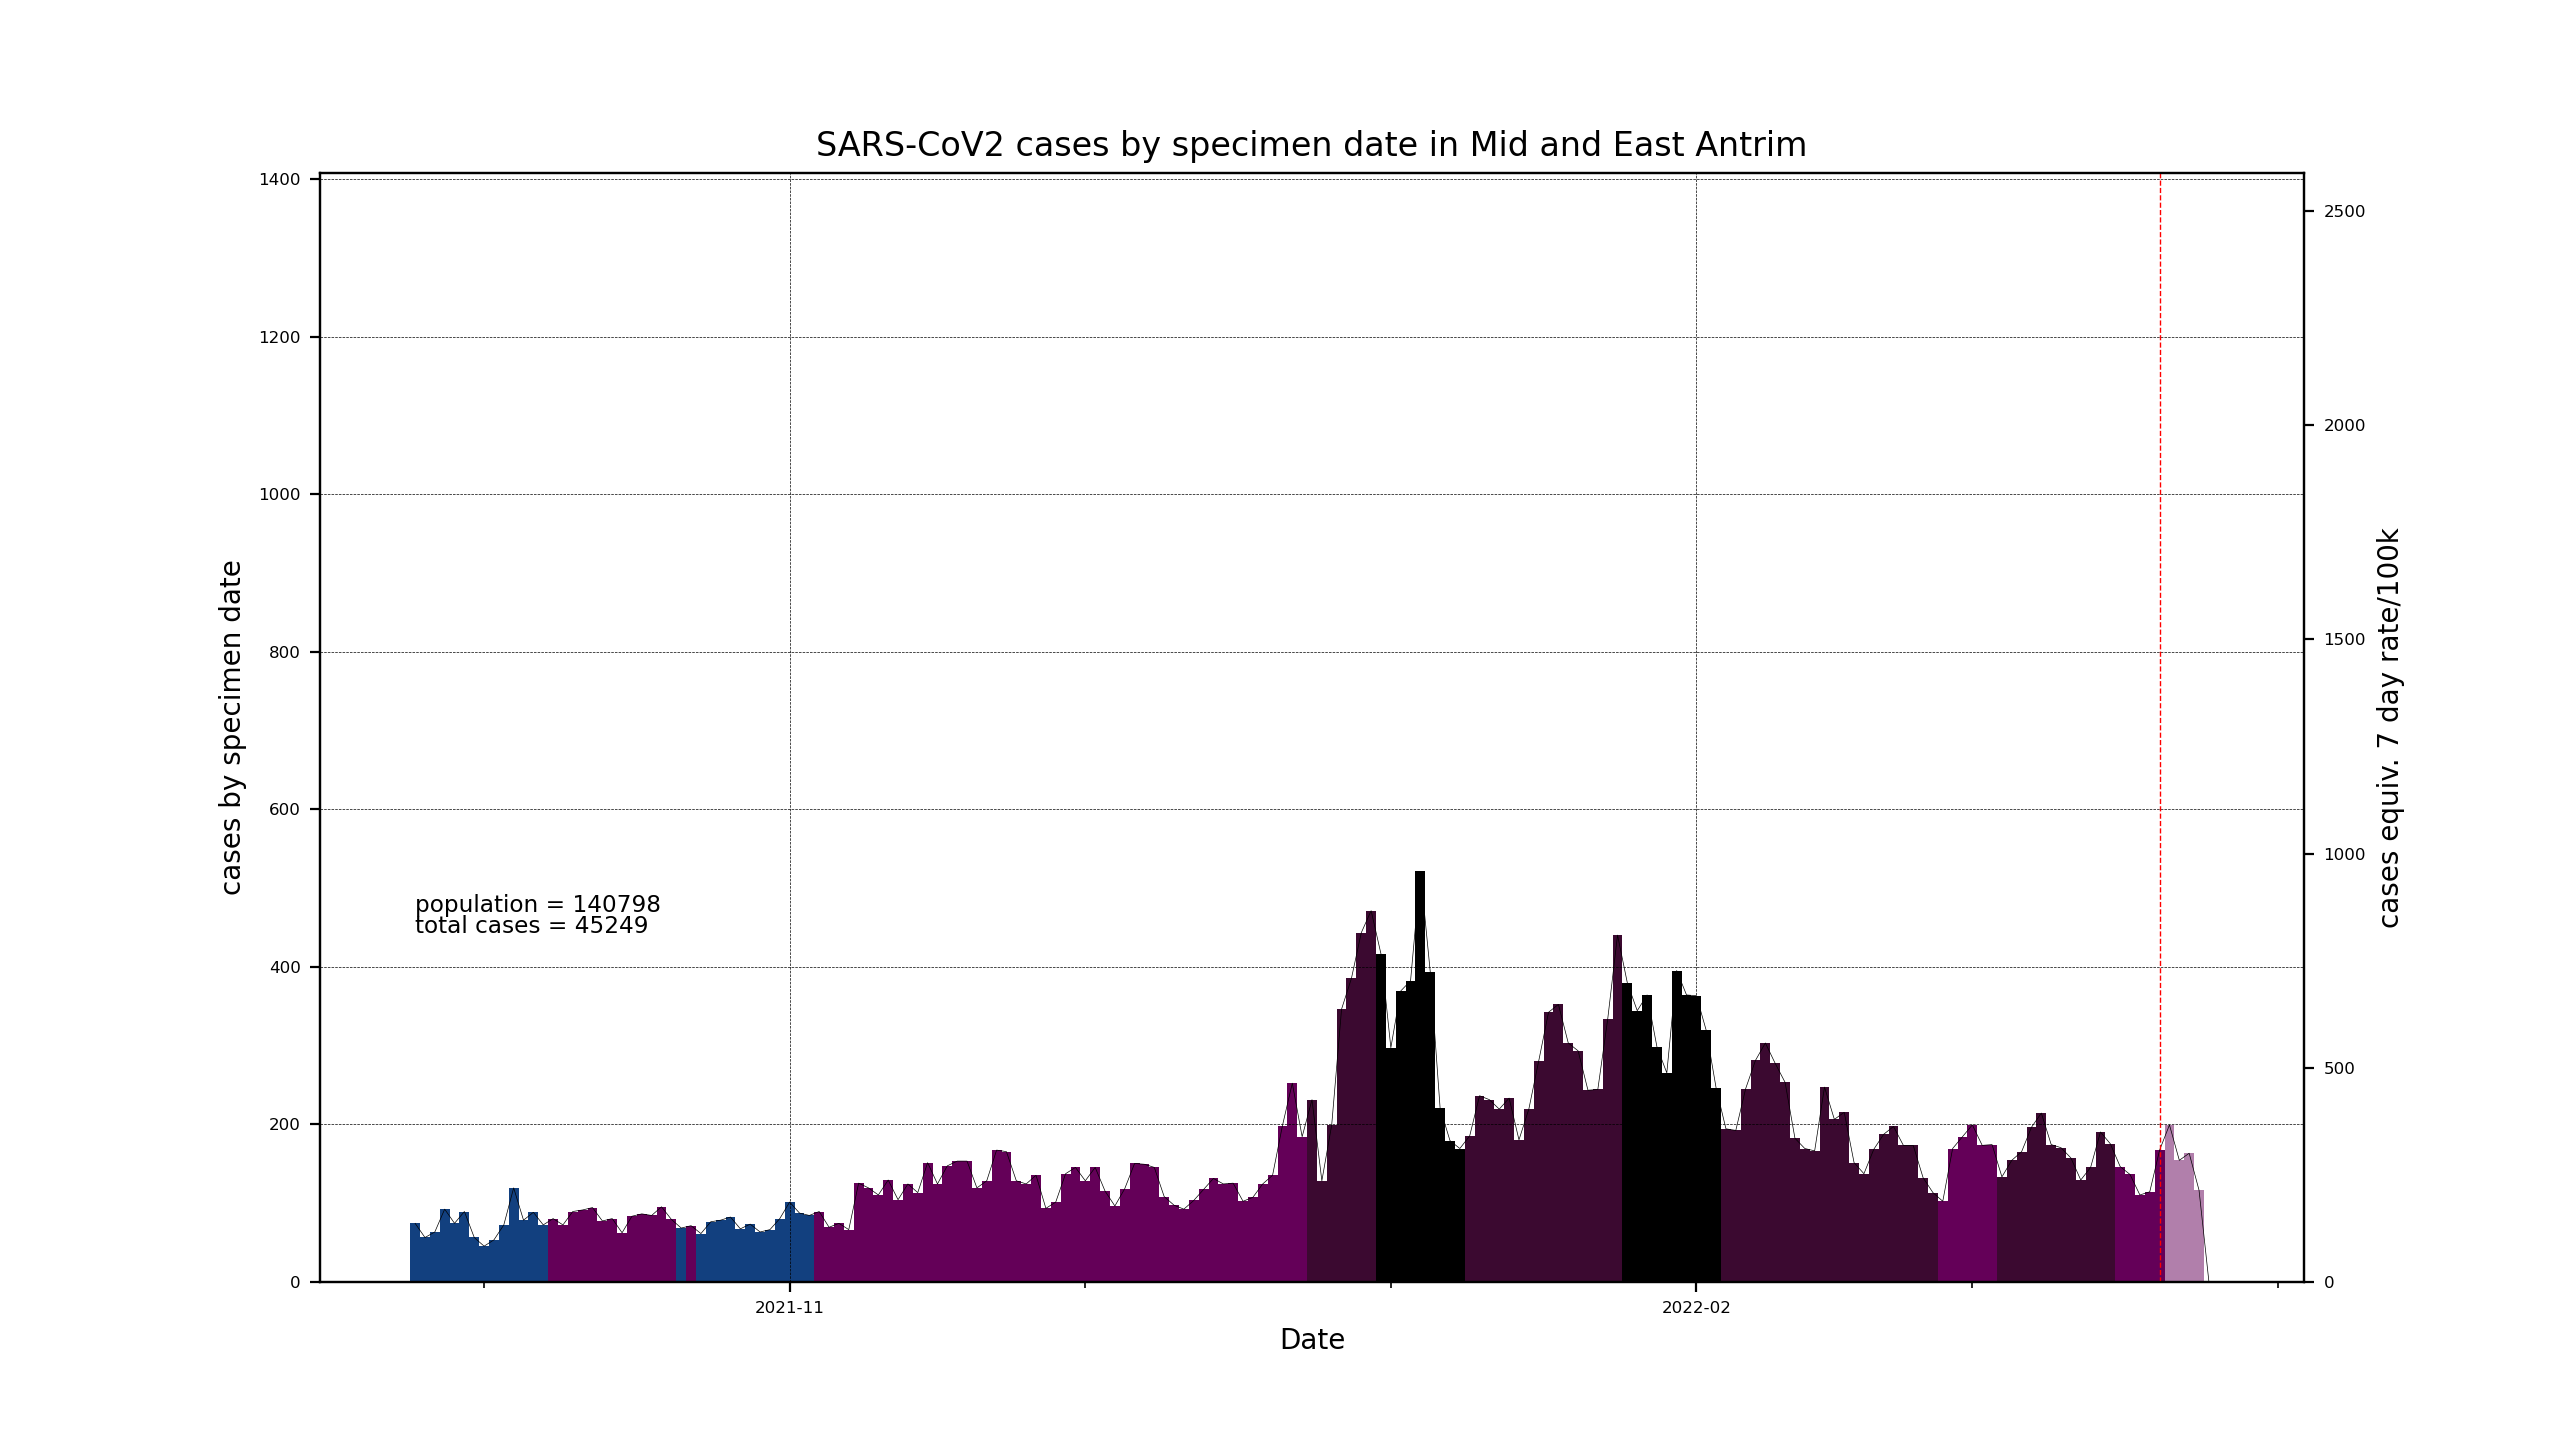 SARS-CoV2 cases by specimen date in Mid and East Antrim
1400
1200
1000
800
600
400
200
0
cases by specimen date
population = 140798
total cases = 45249
2500
2000
1500
1000
500
0
cases equiv. 7 day rate/100k
2021-11
2022-02
Date